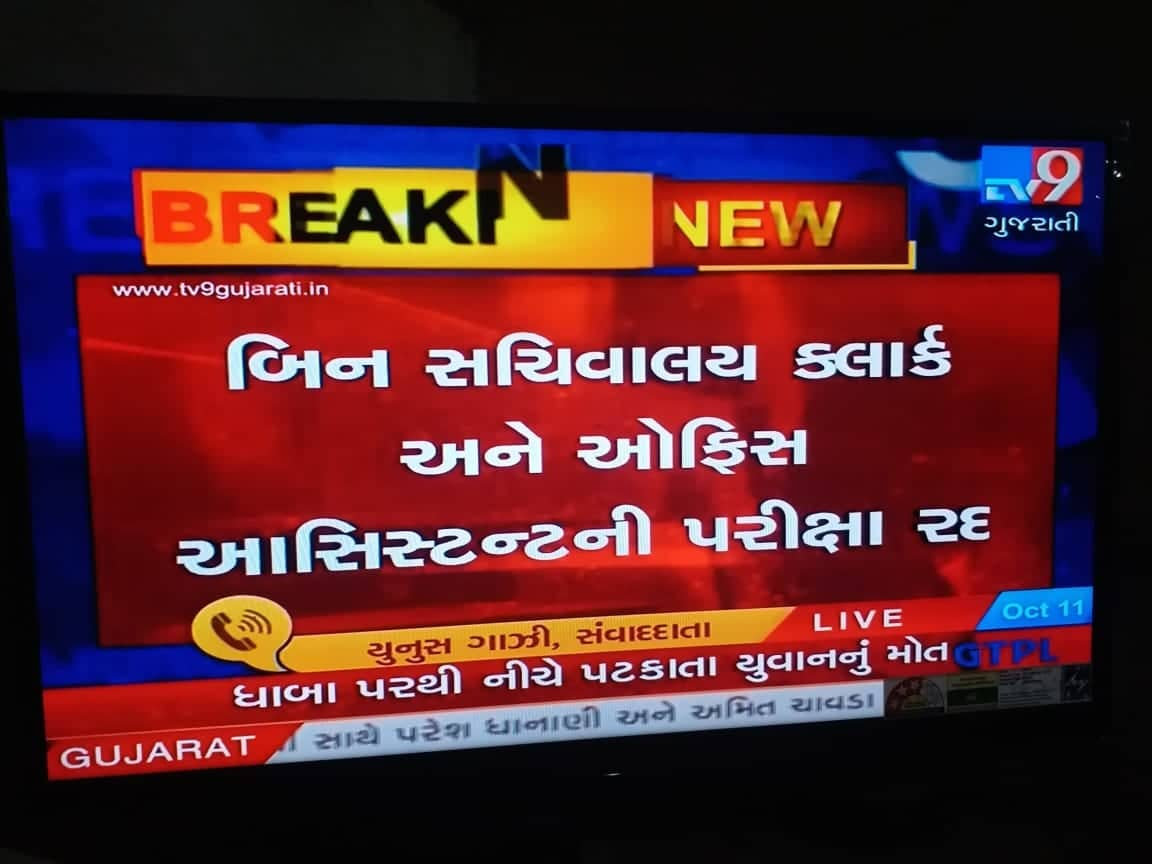 BREAKIN NEW
TV9
ગુજરાતી
www.tv9gujarati.in
બિન સચિવાલય ક્લાર્ક
અને ઓફિસ
આસિસ્ટન્ટની પરીક્ષા રદ
યુનુસ ગાઝી, સંવાદદાતા
LIVE
Oct 11
ધાબા પરથી નીચે પટકાતા યુવાનનું મોત
GTPL
GUJARAT
સાથે પરેશ ધાનાણી અને અમિત ચાવડા